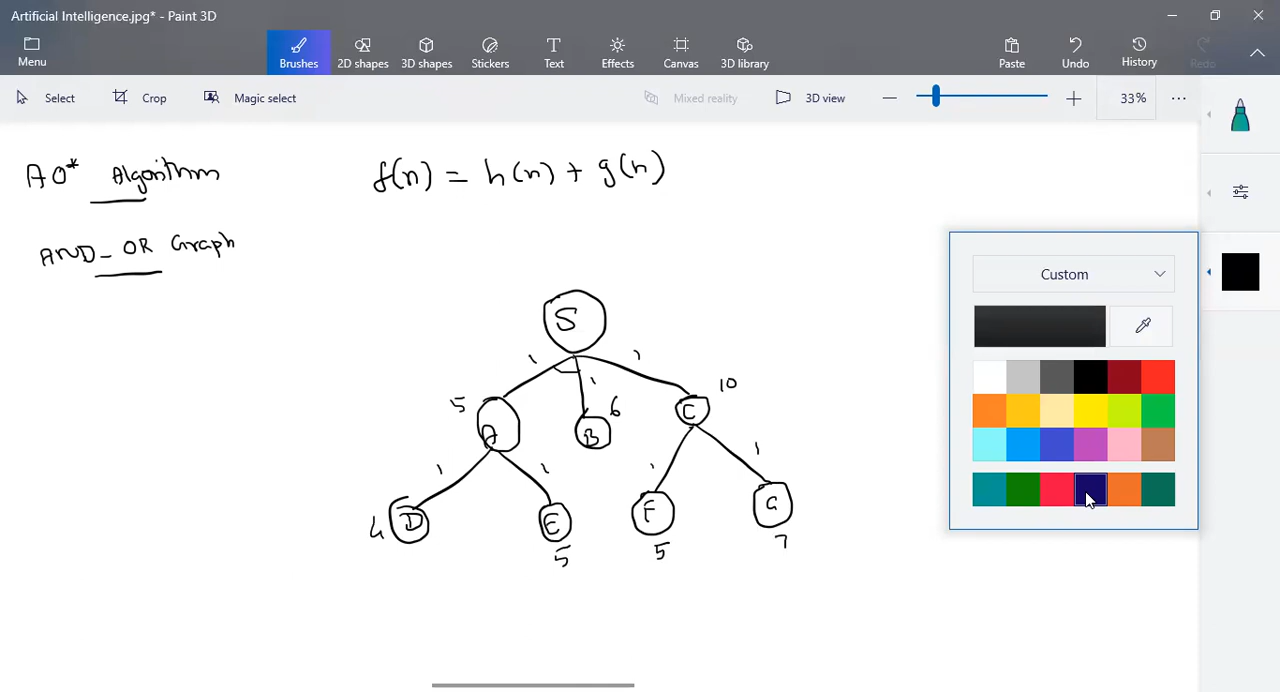 Artificial Intelligence.jpg* - Paint 3D
Menu
Brushes
2D shapes
3D shapes
Stickers
Text
Effects
Canvas
3D library
Paste
Undo
History
Redo
Select
Crop
Magic select
Mixed reality
3D view
33%
AO* Algorithm
f(n) = h(n) + g(n)
AND-OR Graph
Custom
S
1
1
1
5
6
10
A
B
C
1
1
1
1
4
D
E
F
G
5
5
7